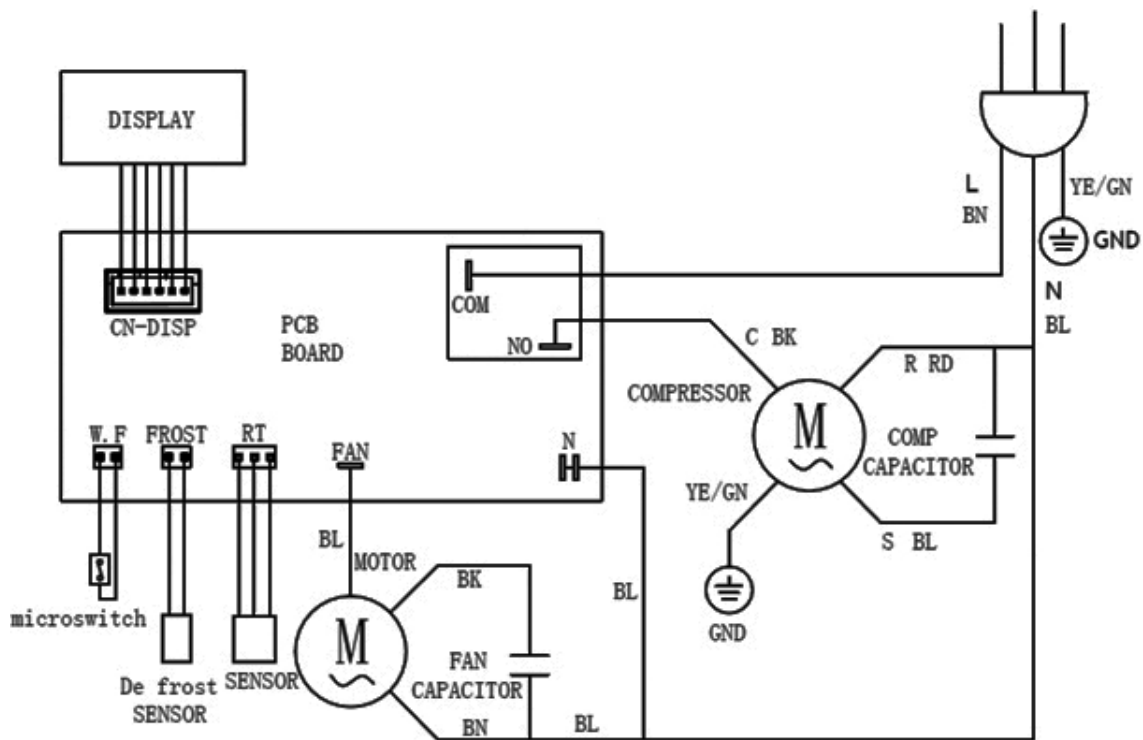 DISPLAY
L
BN
YE/GN
GND
N
BL
CN-DISP
PCB
BOARD
COM
NO
C BK
R RD
COMPRESSOR
M
COMP
CAPACITOR
YE/GN
S BL
GND
W.F
FROST
RT
FAN
N
BL
MOTOR
BK
BL
microswitch
M
FAN
CAPACITOR
De frost
SENSOR
SENSOR
BN
BL